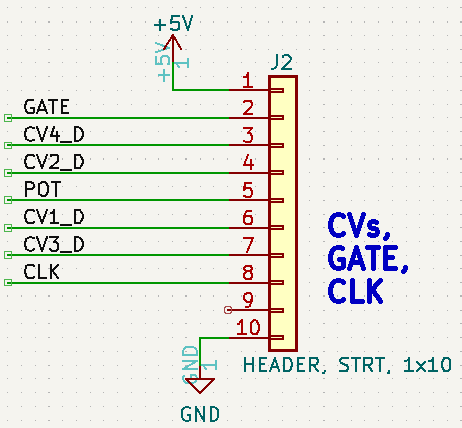 +5V
+5V
1
J2
1
GATE
2
CV4_D
3
CV2_D
4
POT
5
CV1_D
6
CV3_D
7
CLK
8
9
10
CVs,
GATE,
CLK
GND
1
HEADER, STRT, 1x10
GND